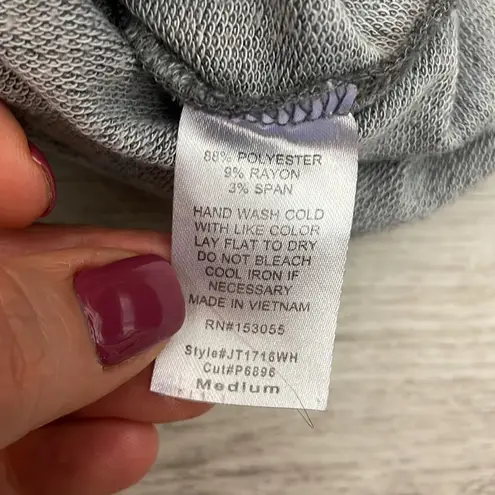 88% POLYESTER
9% RAYON
3% SPAN
HAND WASH COLD
WITH LIKE COLOR
LAY FLAT TO DRY
DO NOT BLEACH
COOL IRON IF
NECESSARY
MADE IN VIETNAM
RN#153055
Style#JT1716WH
Cut#P6896
Medium